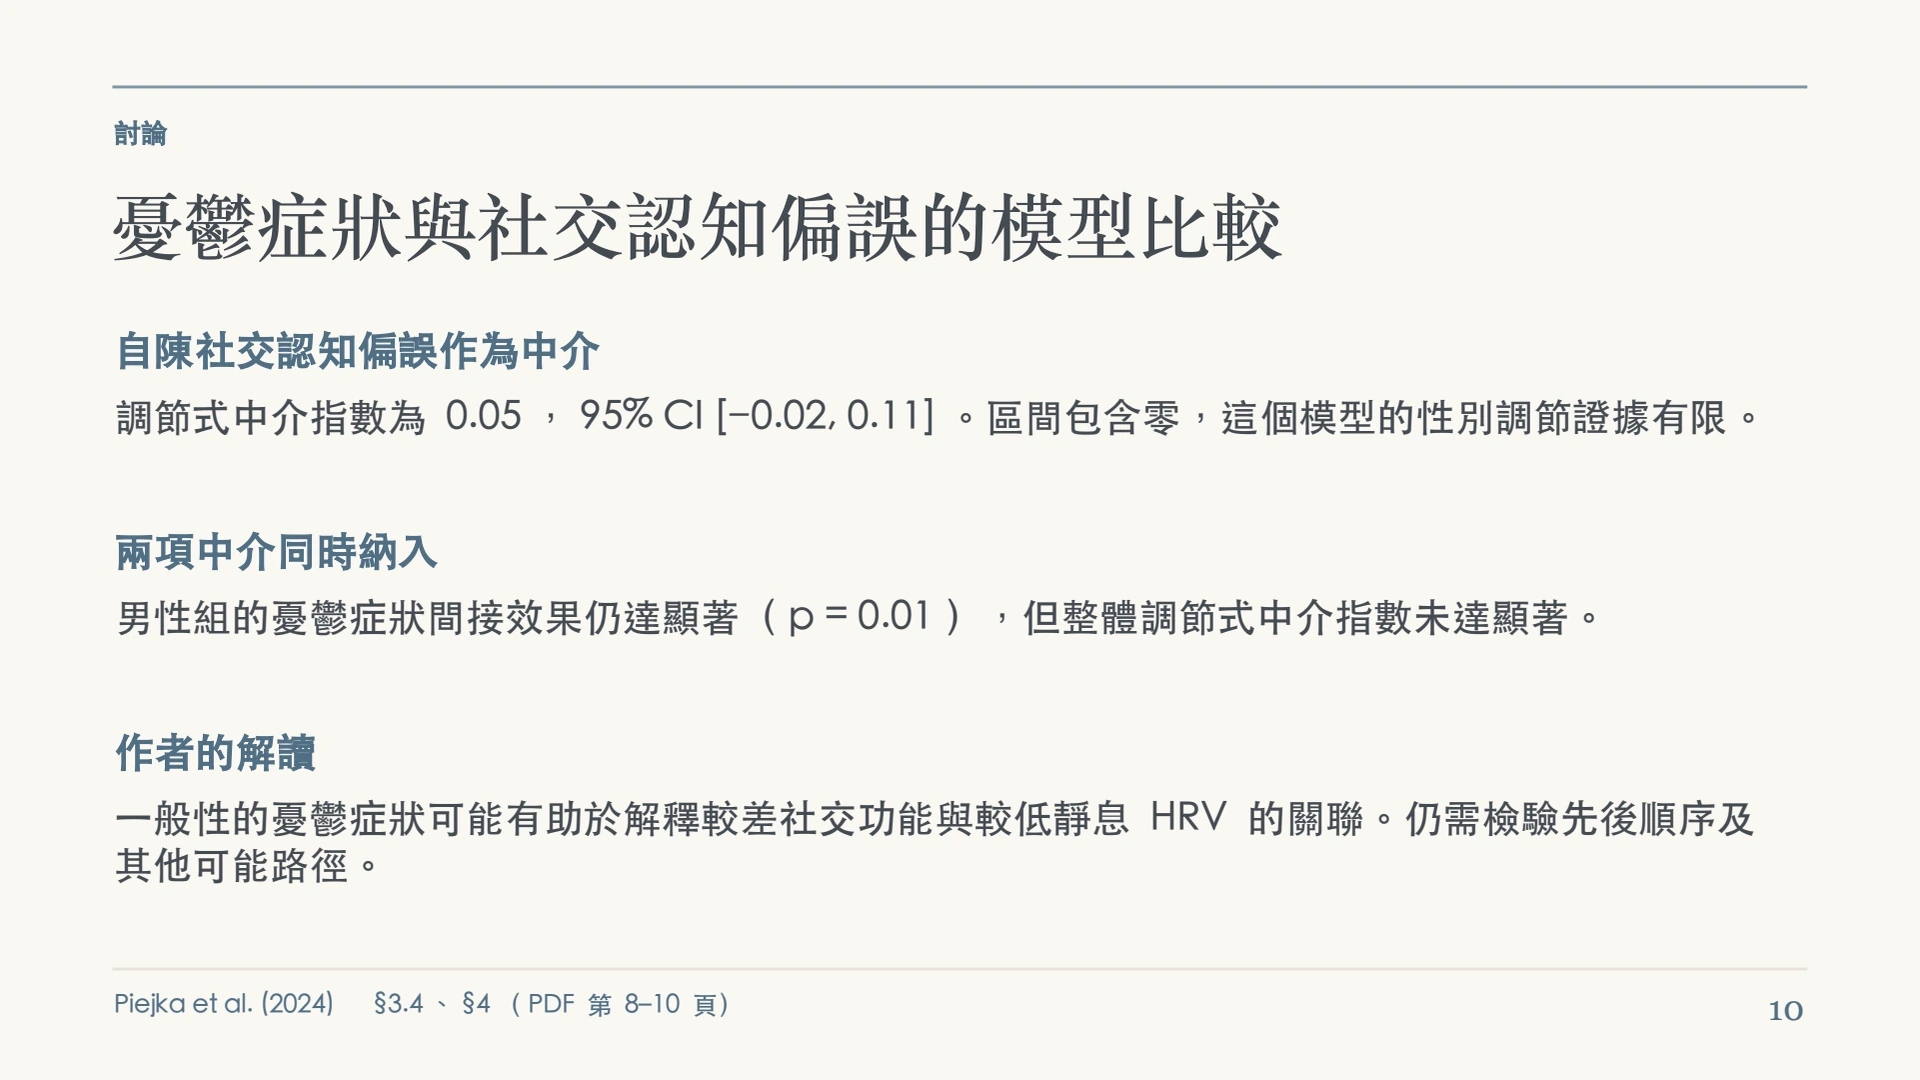 討論
憂鬱症狀與社交認知偏誤的模型比較
自陳社交認知偏誤作為中介
調節式中介指數為 0.05 ，95% CI [−0.02, 0.11] 。區間包含零，這個模型的性別調節證據有限。
兩項中介同時納入
男性組的憂鬱症狀間接效果仍達顯著（p = 0.01），但整體調節式中介指數未達顯著。
作者的解讀
一般性的憂鬱症狀可能有助於解釋較差社交功能與較低靜息 HRV 的關聯。仍需檢驗先後順序及
其他可能路徑。
Piejka et al. (2024)  §3.4、§4（PDF 第 8–10 頁）
10